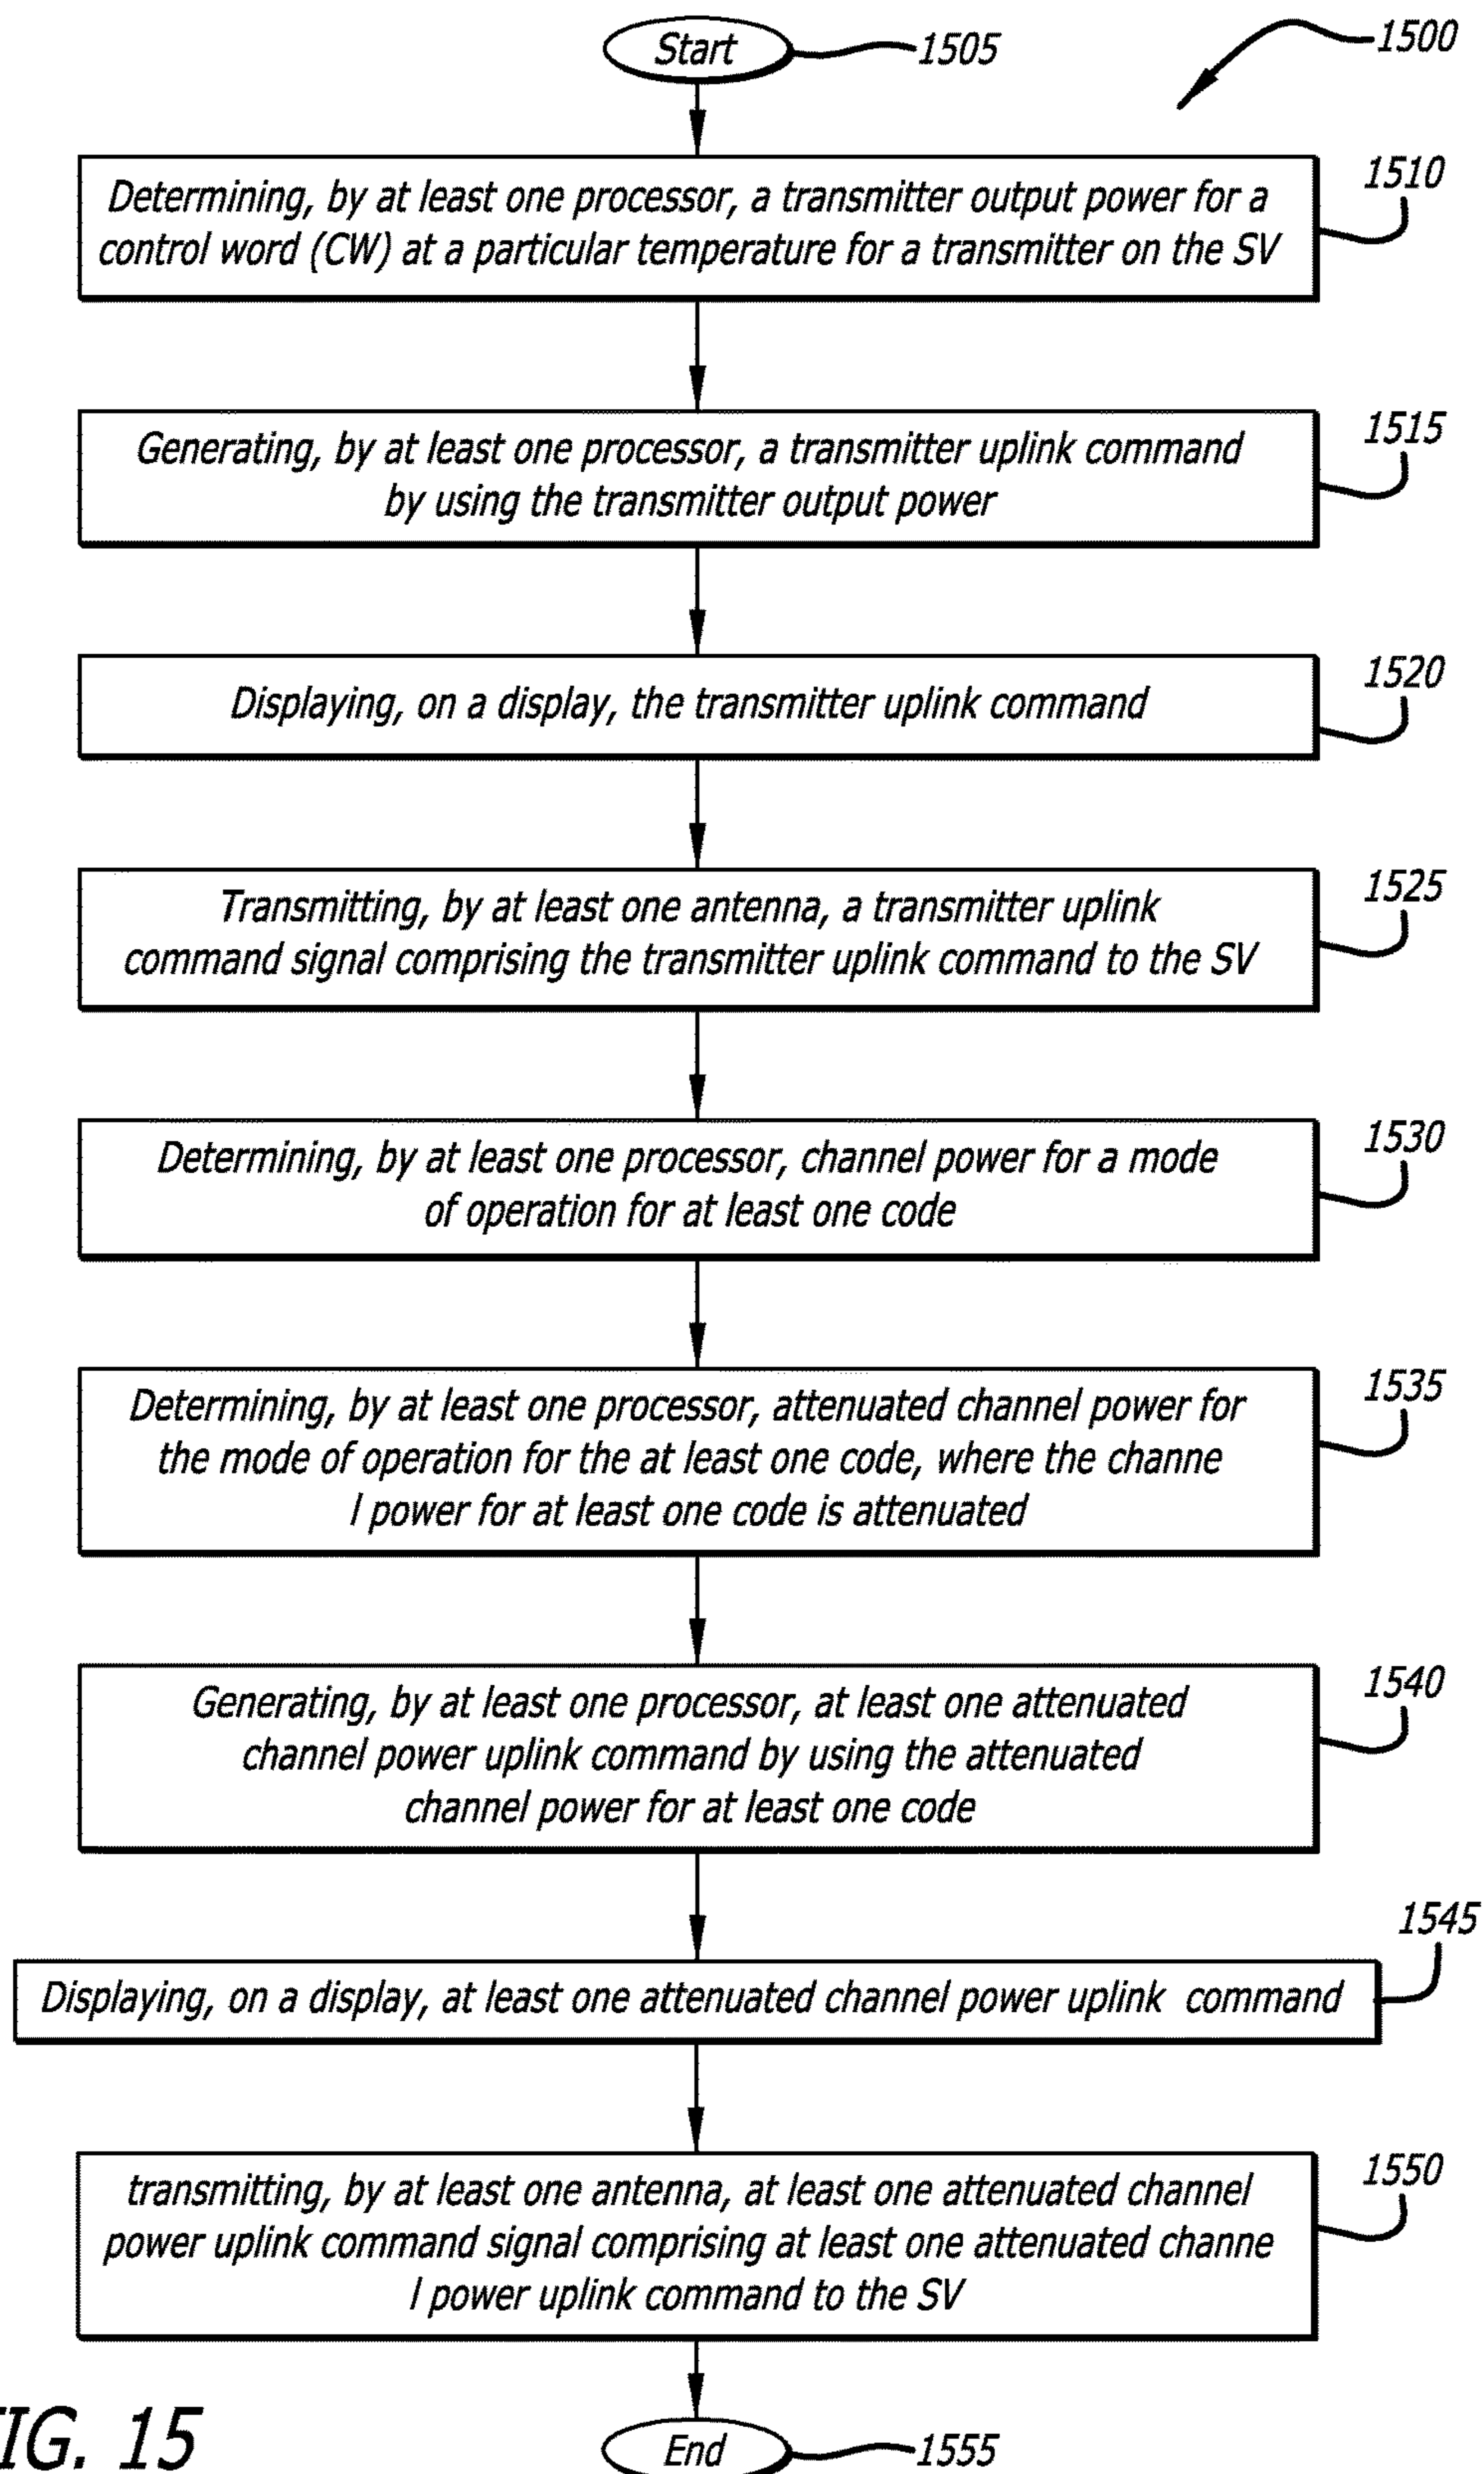 Start
1505
1500
1510
Determining, by at least one processor, a transmitter output power for a
control word (CW) at a particular temperature for a transmitter on the SV
1515
Generating, by at least one processor, a transmitter uplink command
by using the transmitter output power
1520
Displaying, on a display, the transmitter uplink command
1525
Transmitting, by at least one antenna, a transmitter uplink
command signal comprising the transmitter uplink command to the SV
1530
Determining, by at least one processor, channel power for a mode
of operation for at least one code
1535
Determining, by at least one processor, attenuated channel power for
the mode of operation for the at least one code, where the channe
l power for at least one code is attenuated
1540
Generating, by at least one processor, at least one attenuated
channel power uplink command by using the attenuated
channel power for at least one code
1545
Displaying, on a display, at least one attenuated channel power uplink command
1550
transmitting, by at least one antenna, at least one attenuated channel
power uplink command signal comprising at least one attenuated channe
l power uplink command to the SV
IG. 15
End
1555